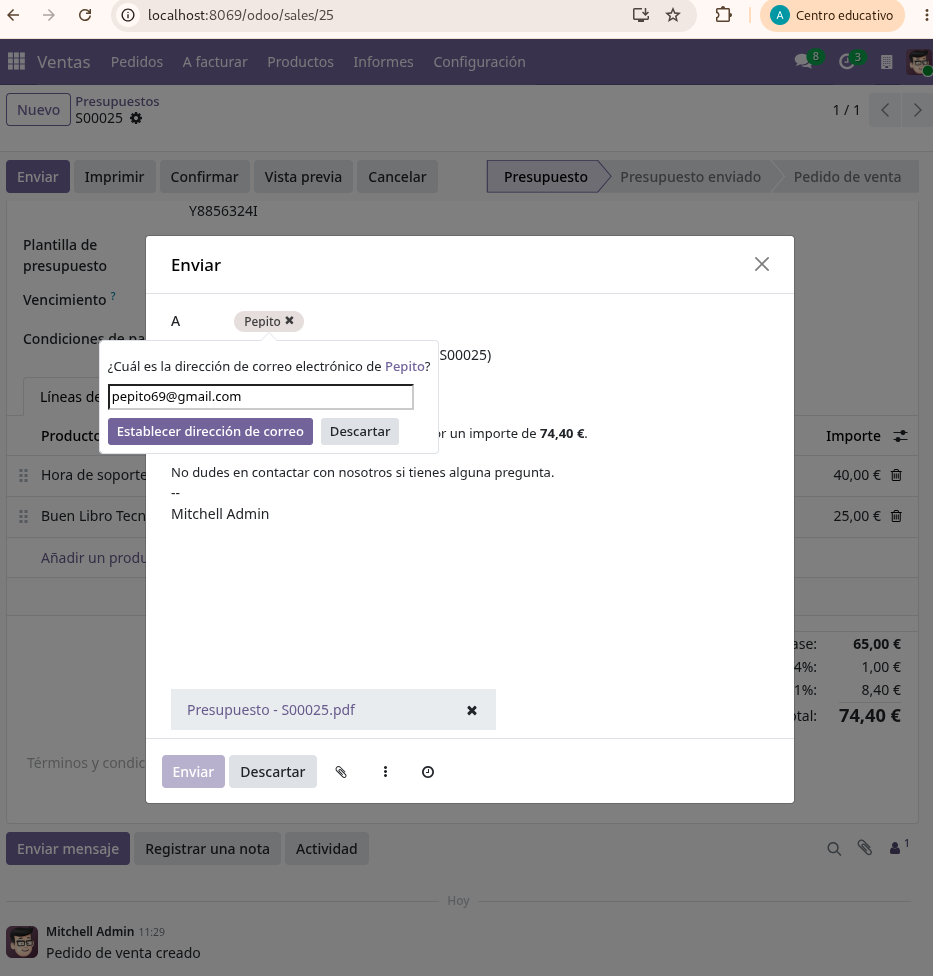 localhost:8069/odoo/sales/25
A Centro educativo
Ventas Pedidos A facturar Productos Informes Configuración 8 3
Nuevo
Presupuestos
S00025
1 / 1
Enviar Imprimir Confirmar Vista previa Cancelar Presupuesto Presupuesto enviado Pedido de venta
Y8856324I
Plantilla de
presupuesto
Vencimiento ?
Condiciones de pa
Enviar
A Pepito
S00025)
¿Cuál es la dirección de correo electrónico de Pepito?
pepito69@gmail.com
Establecer dirección de correo Descartar
Líneas de
or un importe de 74,40 €.
Producto Importe
No dudes en contactar con nosotros si tienes alguna pregunta.
--
Mitchell Admin
Hora de soporte 40,00 €
Buen Libro Tecn 25,00 €
Añadir un produ
ase: 65,00 €
4%: 1,00 €
1%: 8,40 €
tal: 74,40 €
Presupuesto - S00025.pdf
Términos y condic
Enviar Descartar
Enviar mensaje Registrar una nota Actividad 1
Hoy
Mitchell Admin 11:29
Pedido de venta creado